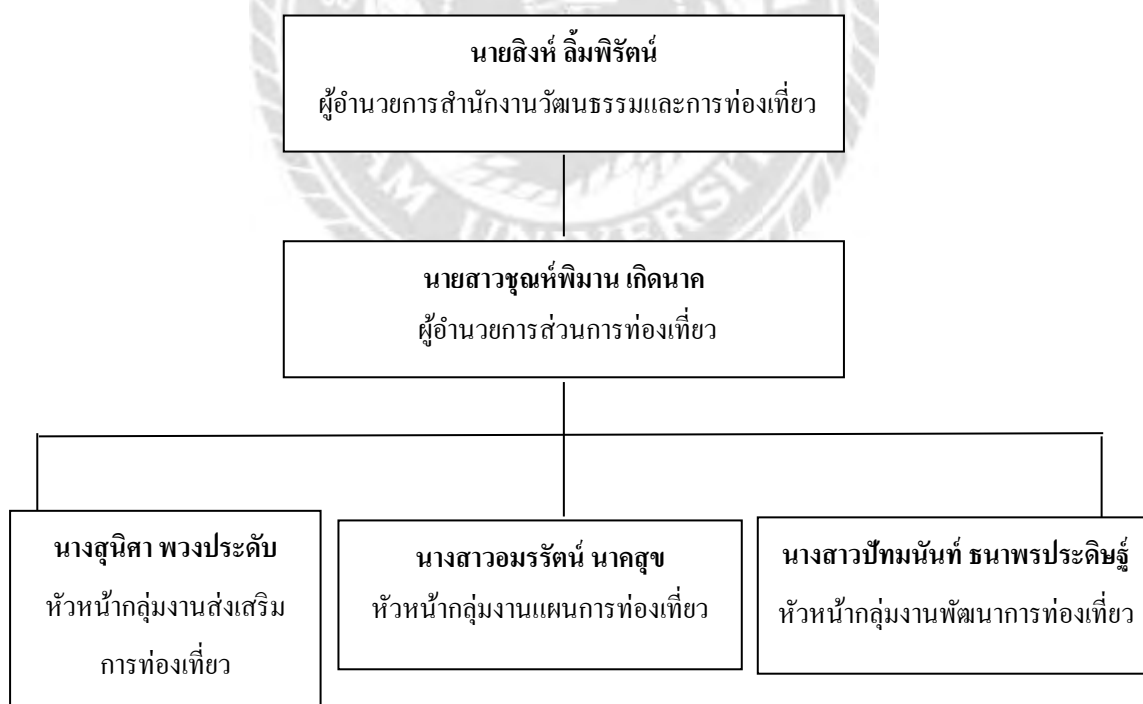 นายสิงห์ ลิ้มพิรัตน์
ผู้อำนวยการสำนักงานวัฒนธรรมและการท่องเที่ยว
AM UNIVERSIT
นายสาวชุณห์พิมาน เกิดนาค
ผู้อำนวยการส่วนการท่องเที่ยว
นางสุนิศา พวงประดับ
หัวหน้ากลุ่มงานส่งเสริม
การท่องเที่ยว
นางสาวอมรรัตน์ นาคสุข
หัวหน้ากลุ่มงานแผนการท่องเที่ยว
นางสาวปัทมนันท์ ธนาพรประดิษฐ์
หัวหน้ากลุ่มงานพัฒนาการท่องเที่ยว